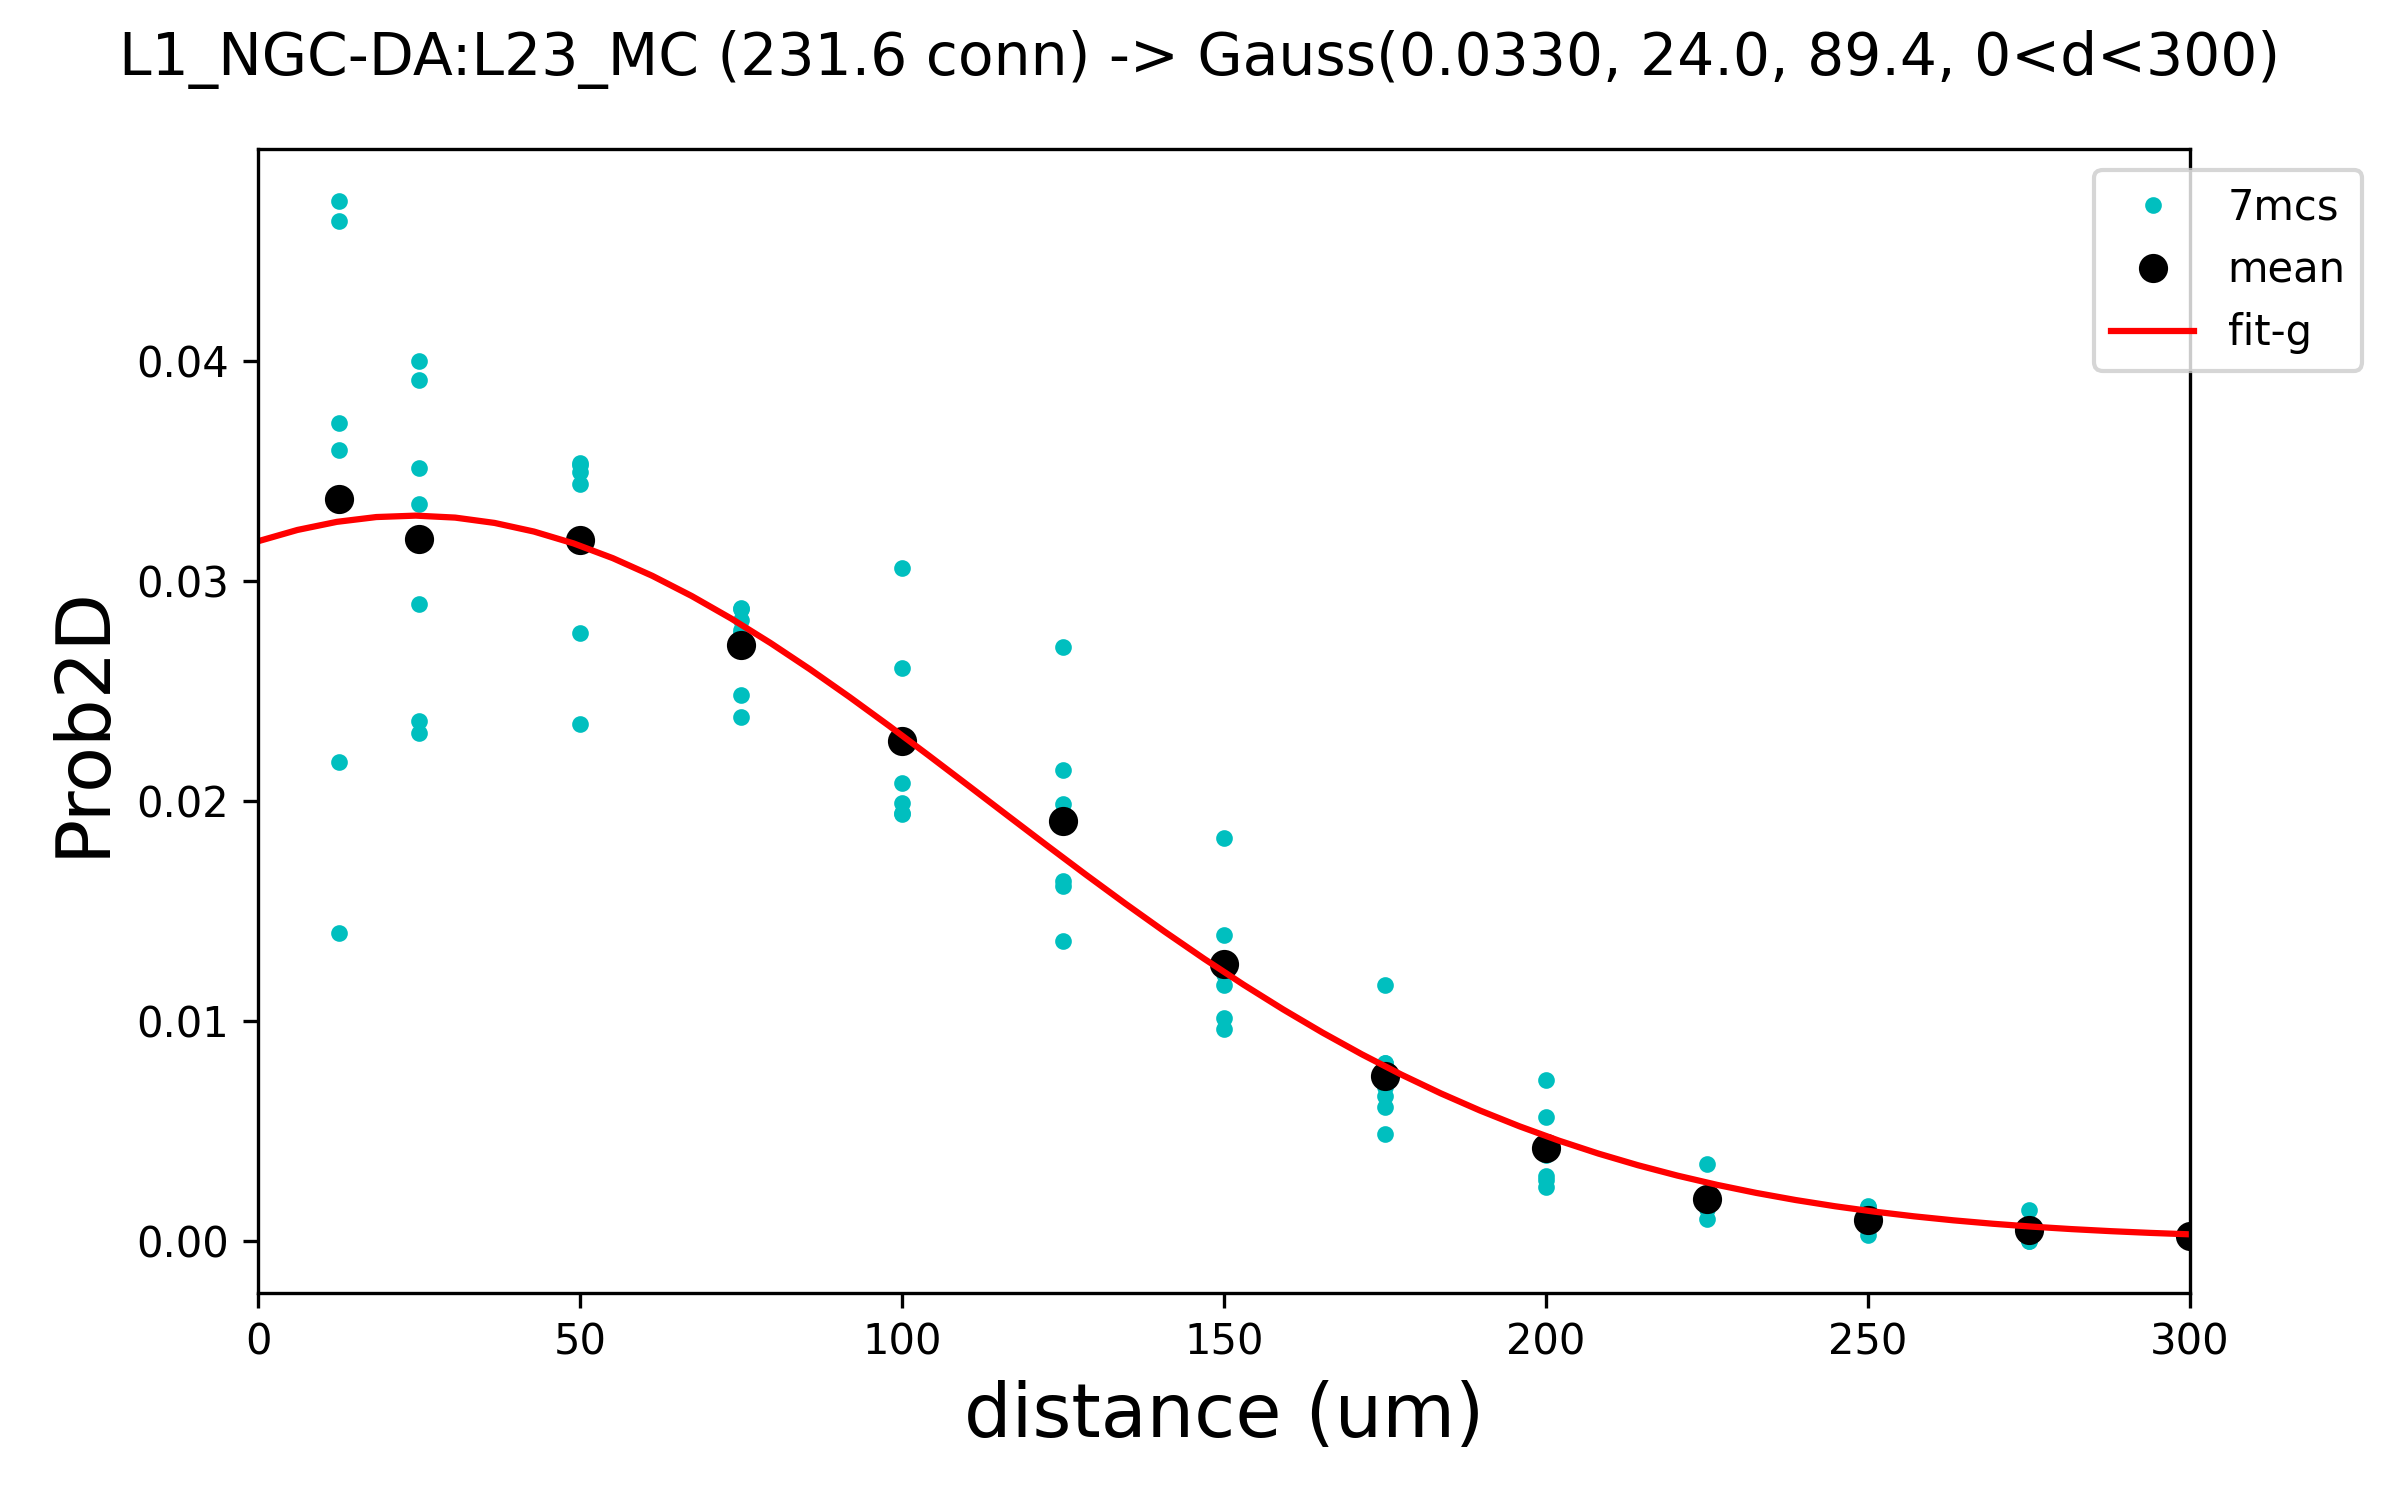 L1_NGC-DA:L23_MC (231.6 conn) -> Gauss(0.0330, 24.0, 89.4, 0<d<300)
7mcs
mean
fit-g
Prob2D
0.04
0.03
0.02
0.01
0.00
0 50 100 150 200 250 300
distance (um)